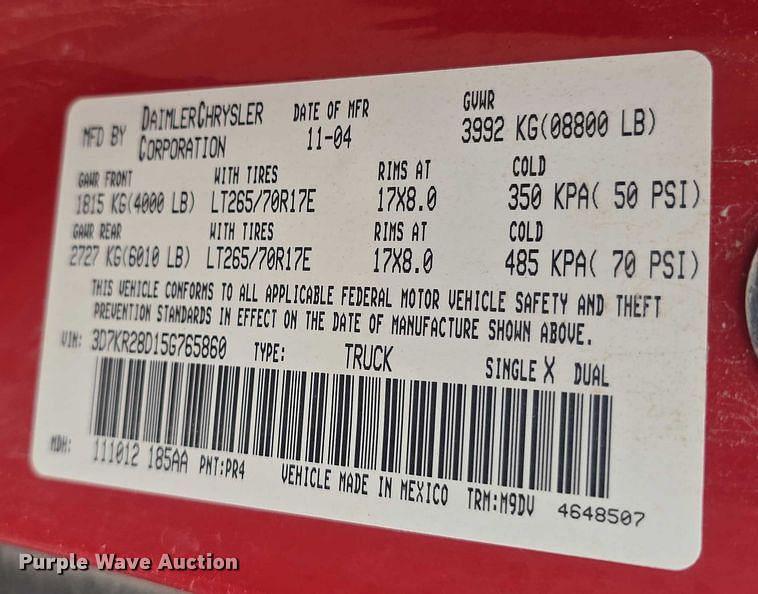 MFD BY DAIMLERCHRYSLER CORPORATION
DATE OF MFR 11-04
GVWR 3992 KG(08800 LB)
GAWR FRONT WITH TIRES RIMS AT COLD
1815 KG(4000 LB) LT265/70R17E 17X8.0 350 KPA( 50 PSI)
GAWR REAR WITH TIRES RIMS AT COLD
2727 KG(6010 LB) LT265/70R17E 17X8.0 485 KPA( 70 PSI)
THIS VEHICLE CONFORMS TO ALL APPLICABLE FEDERAL MOTOR VEHICLE SAFETY AND THEFT
PREVENTION STANDARDS IN EFFECT ON THE DATE OF MANUFACTURE SHOWN ABOVE.
VIN: 3D7KR28D15G765860 TYPE: TRUCK SINGLE X DUAL
MDH: 111012 185AA PNT:PR4 VEHICLE MADE IN MEXICO TRM:M9DV 4648507
Purple Wave Auction